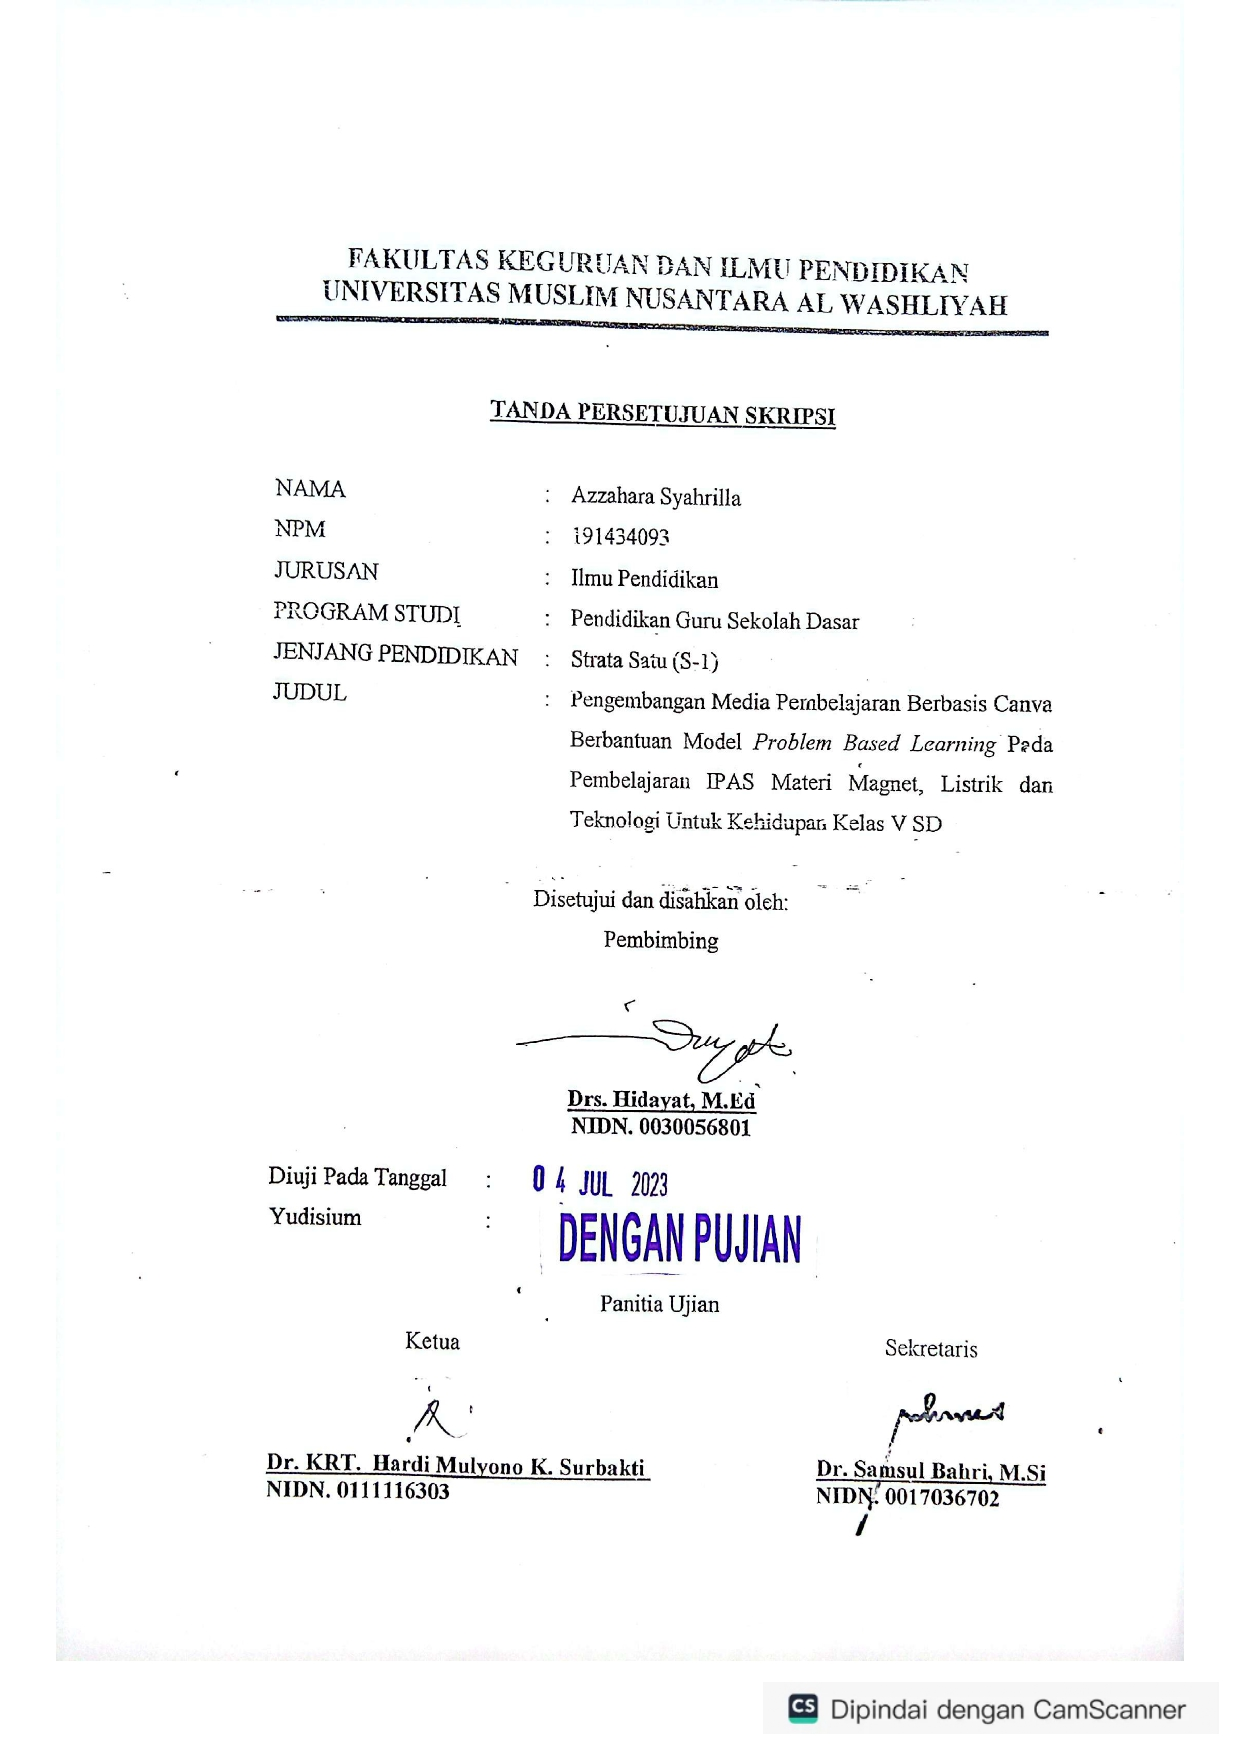 FAKULTAS KEGURUAN DAN ILMU PENDIDIKAN
UNIVERSITAS MUSLIM NUSANTARA AL WASHLIYAH
TANDA PERSETUJUAN SKRIPSI
NAMA : Azzahara Syahrilla
NPM : 191434093
JURUSAN : Ilmu Pendidikan
PROGRAM STUDI : Pendidikan Guru Sekolah Dasar
JENJANG PENDIDIKAN : Strata Satu (S-1)
JUDUL : Pengembangan Media Pembelajaran Berbasis Canva
Berbantuan Model Problem Based Learning Pada
Pembelajaran IPAS Materi Magnet, Listrik dan
Teknologi Untuk Kehidupan Kelas V SD
Disetujui dan disahkan oleh:
Pembimbing
Drs. Hidayat, M.Ed
NIDN. 0030056801
Diuji Pada Tanggal : 04 JUL 2023
Yudisium : DENGAN PUJIAN
Panitia Ujian
Ketua
Sekretaris
Dr. KRT. Hardi Mulyono K. Surbakti
NIDN. 0111116303
Dr. Samsul Bahri, M.Si
NIDN. 0017036702
CS Dipindai dengan CamScanner